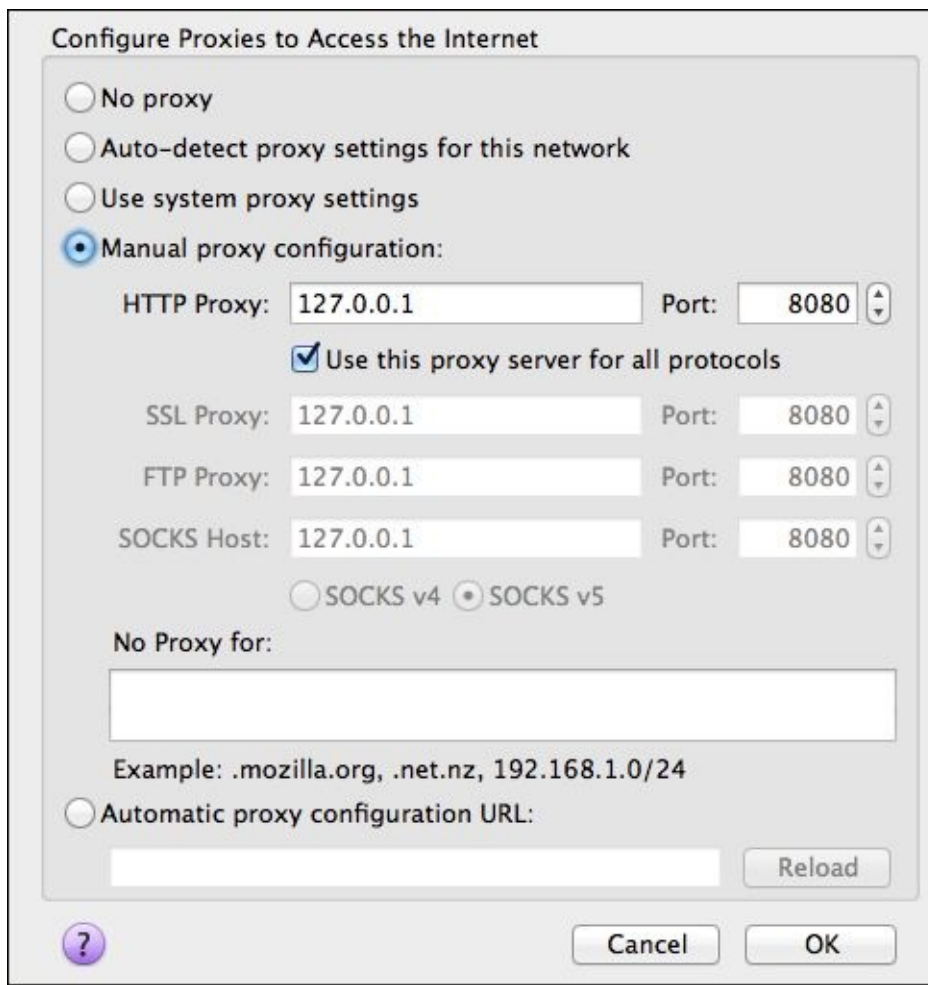 Configure Proxies to Access the Internet
No proxy
Auto-detect proxy settings for this network
Use system proxy settings
Manual proxy configuration:
HTTP Proxy: 127.0.0.1 Port: 8080
Use this proxy server for all protocols
SSL Proxy: 127.0.0.1 Port: 8080
FTP Proxy: 127.0.0.1 Port: 8080
SOCKS Host: 127.0.0.1 Port: 8080
SOCKS v4 SOCKS v5
No Proxy for:
Example: .mozilla.org, .net.nz, 192.168.1.0/24
Automatic proxy configuration URL:
Reload
? Cancel OK